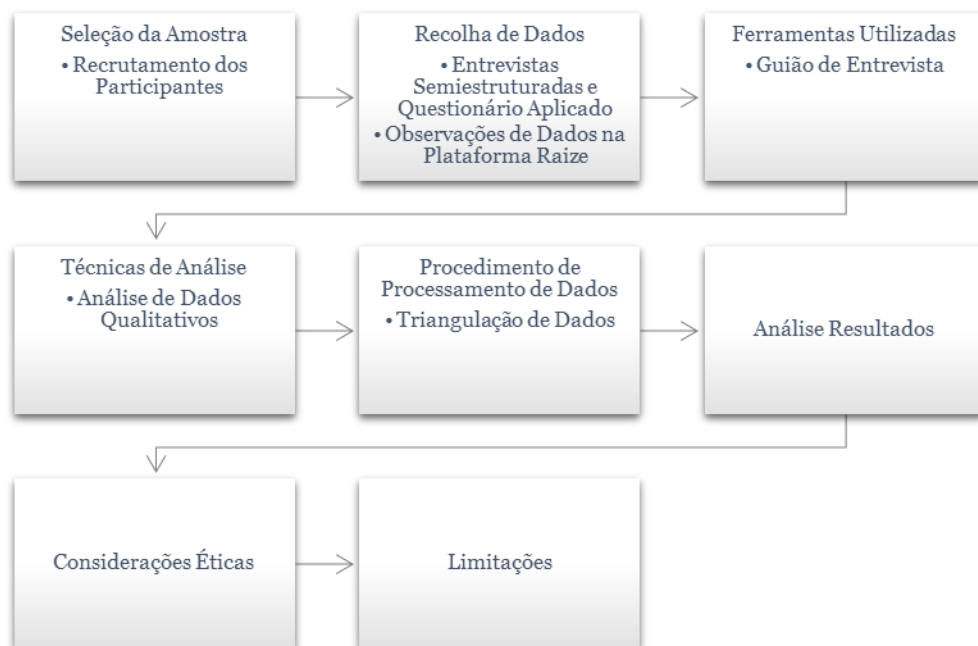 Seleção da Amostra
• Recrutamento dos
Participantes
Recolha de Dados
• Entrevistas
Semiestruturadas e
Questionário Aplicado
• Observações de Dados na
Plataforma Raize
Ferramentas Utilizadas
• Guião de Entrevista
Técnicas de Análise
• Análise de Dados
Qualitativos
Procedimento de
Processamento de Dados
• Triangulação de Dados
Análise Resultados
Considerações Éticas
Limitações